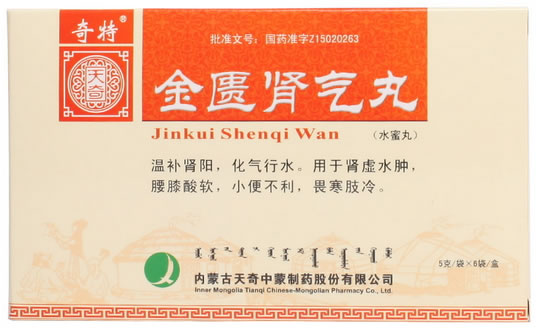 奇特®
天奇
批准文号：国药准字Z15020263
金匮肾气丸
Jinkui Shenqi Wan （水蜜丸）
温补肾阳，化气行水。用于肾虚水肿，
腰膝酸软，小便不利，畏寒肢冷。
5克/袋×6袋/盒
内蒙古天奇中蒙制药股份有限公司
Inner Mongolia Tianqi Chinese-Mongolian Pharmacy Co., Ltd.